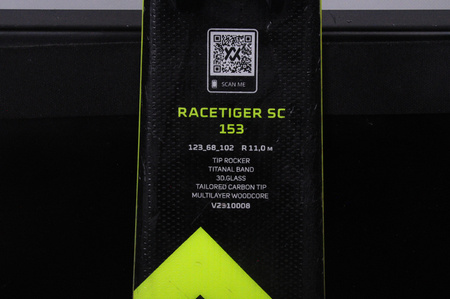 SCAN ME
RACETIGER SC
153
123_68_102 R 11,0 M
TIP ROCKER
TITANAL BAND
3D.GLASS
TAILORED CARBON TIP
MULTILAYER WOODCORE
V2310008